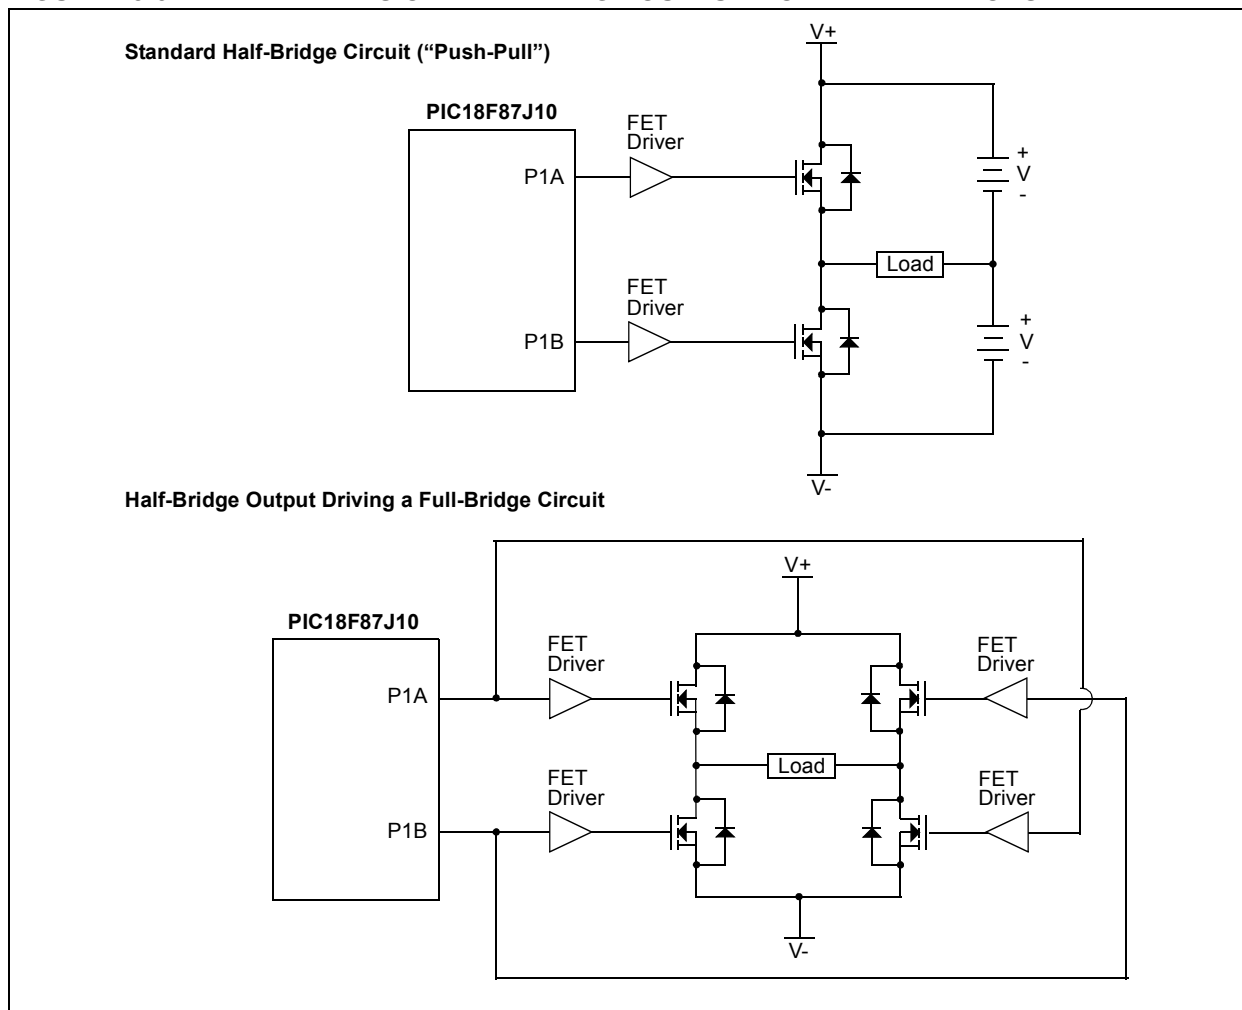 Standard Half-Bridge Circuit (“Push-Pull”)
V+
PIC18F87J10
FET
Driver
P1A
+
V
-
Load
FET
Driver
P1B
+
V
-
V-
Half-Bridge Output Driving a Full-Bridge Circuit
V+
PIC18F87J10
FET
Driver
FET
Driver
P1A
Load
FET
Driver
FET
Driver
P1B
V-